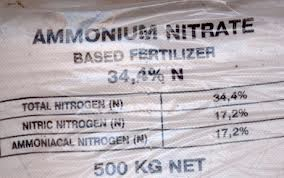 AMMONIUM NITRATE
BASED FERTILIZER
34,4% N
TOTAL NITROGEN (N) 34,4%
NITRIC NITROGEN (N) 17,2%
AMMONIACAL NITROGEN (N) 17,2%
500 KG NET